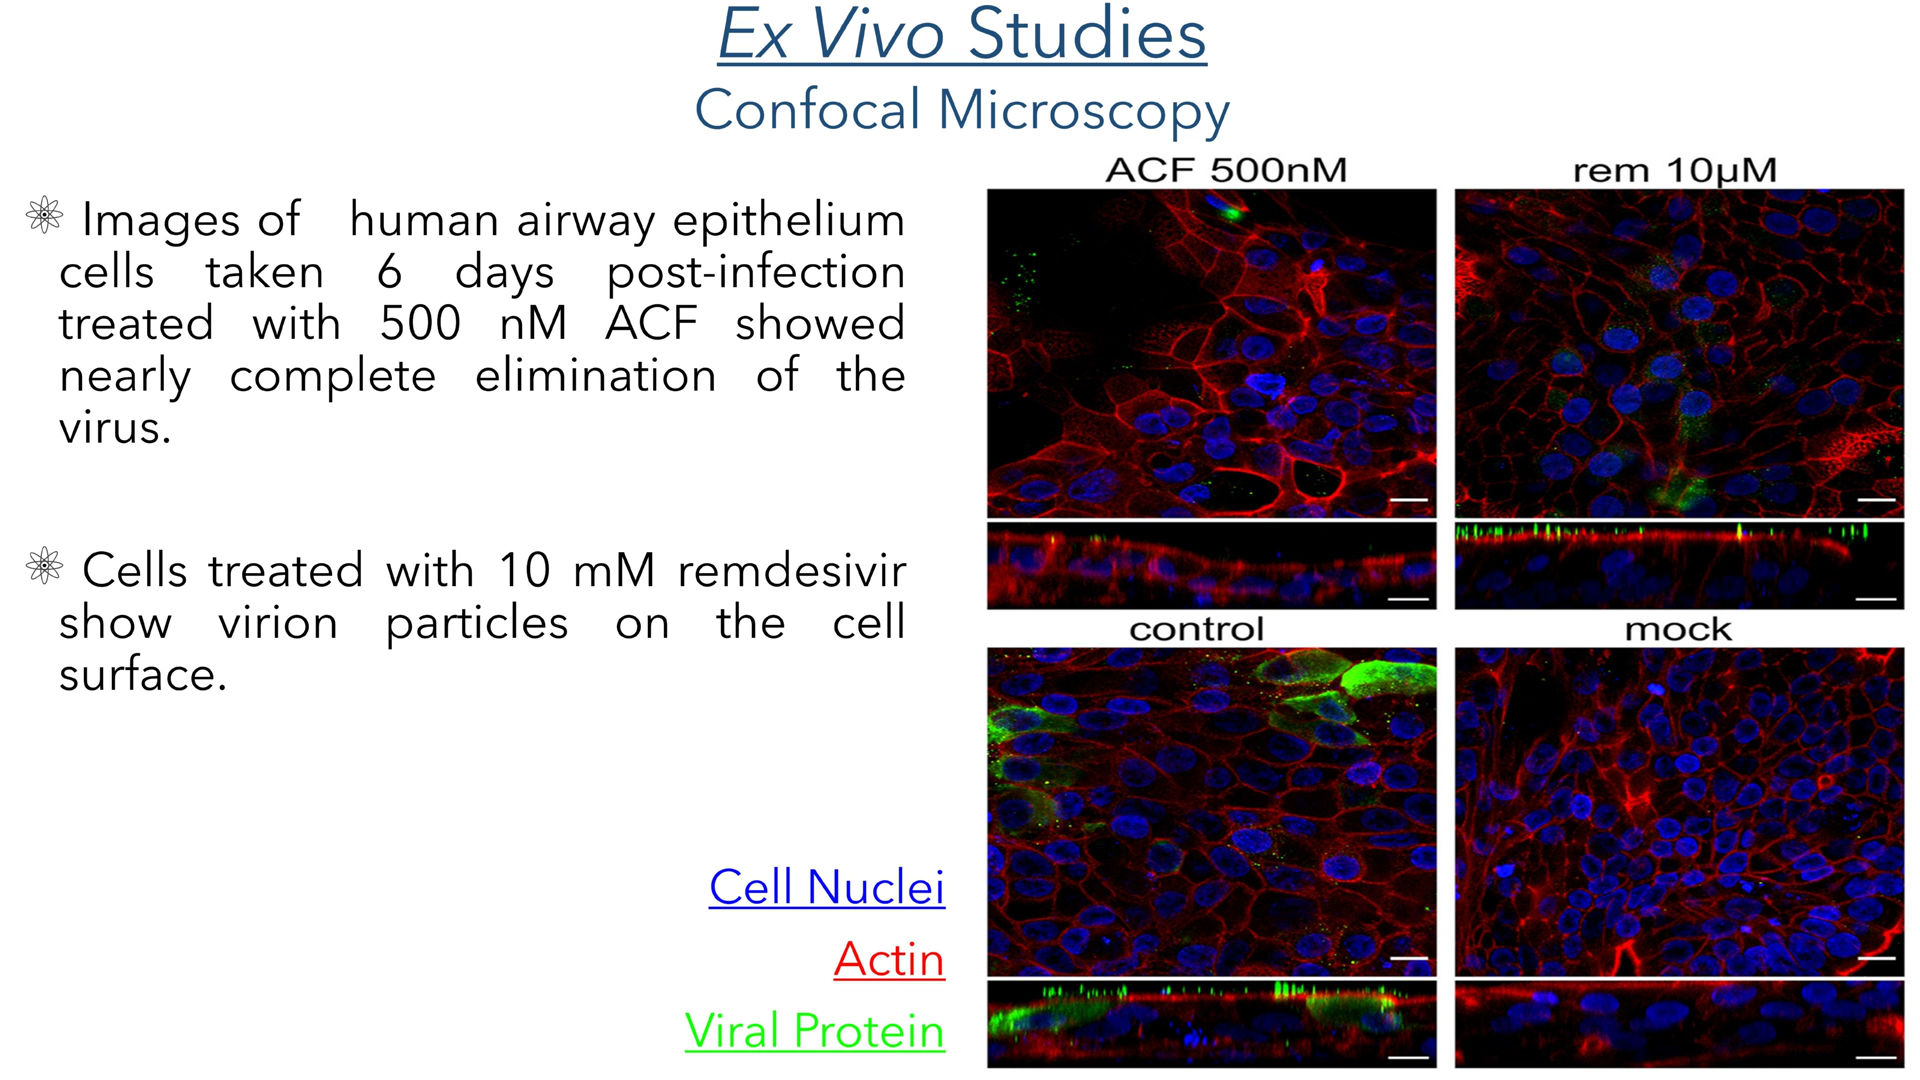 Ex Vivo Studies
Confocal Microscopy
Images of human airway epithelium
cells taken 6 days post-infection
treated with 500 nM ACF showed
nearly complete elimination of the
virus.
Cells treated with 10 mM remdesivir
show virion particles on the cell
surface.
Cell Nuclei
Actin
Viral Protein
ACF 500nM
rem 10µM
control
mock